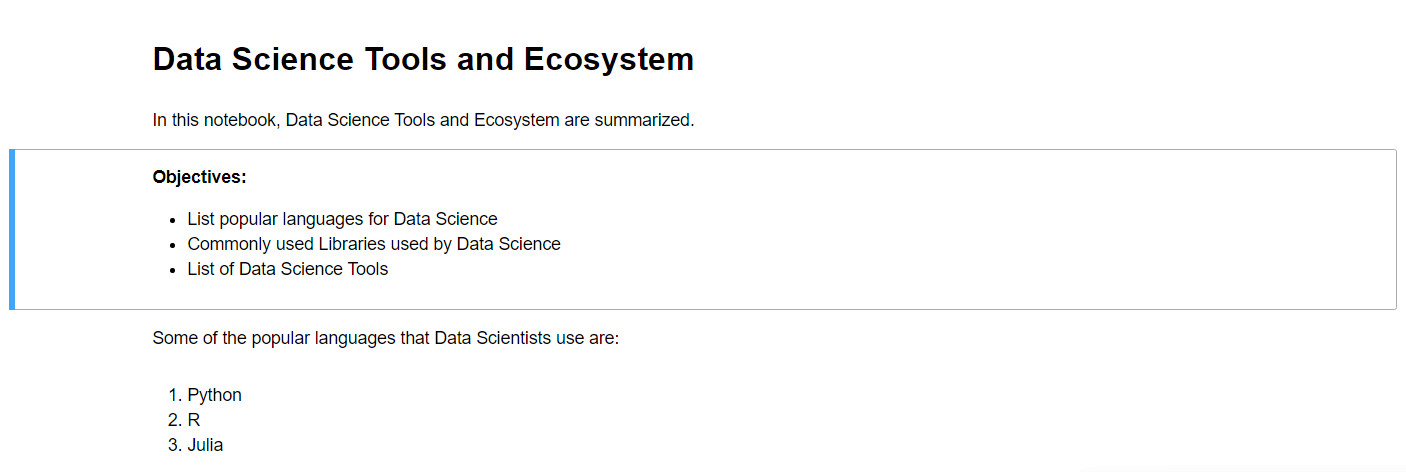 Data Science Tools and Ecosystem
In this notebook, Data Science Tools and Ecosystem are summarized.
Objectives:
• List popular languages for Data Science
• Commonly used Libraries used by Data Science
• List of Data Science Tools
Some of the popular languages that Data Scientists use are:
1. Python
2. R
3. Julia